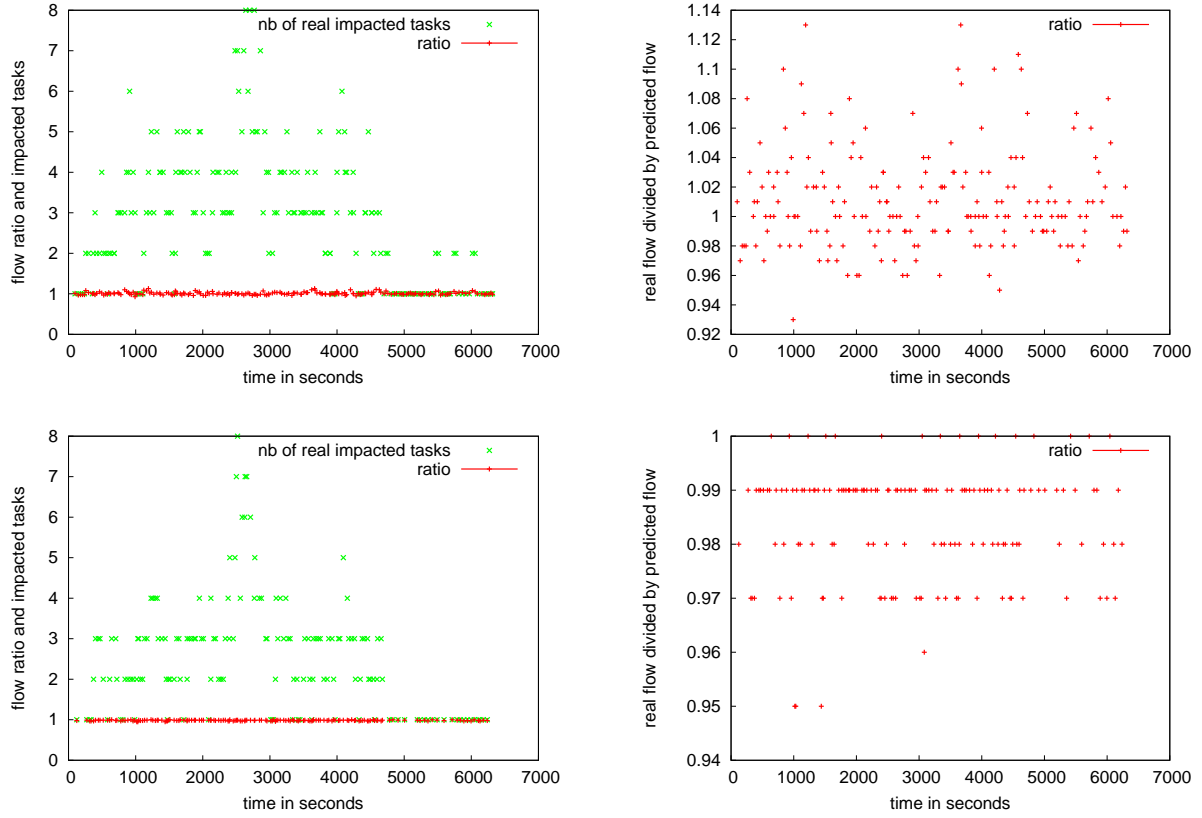 8
7
6
5
4
3
2
1
0
0 1000 2000 3000 4000 5000 6000 7000
flow ratio and impacted tasks
time in seconds
nb of real impacted tasks
ratio
1.14
1.12
1.1
1.08
1.06
1.04
1.02
1
0.98
0.96
0.94
0.92
0 1000 2000 3000 4000 5000 6000 7000
real flow divided by predicted flow
time in seconds
ratio
8
7
6
5
4
3
2
1
0
0 1000 2000 3000 4000 5000 6000 7000
flow ratio and impacted tasks
time in seconds
nb of real impacted tasks
ratio
1
0.99
0.98
0.97
0.96
0.95
0.94
0 1000 2000 3000 4000 5000 6000 7000
real flow divided by predicted flow
time in seconds
ratio